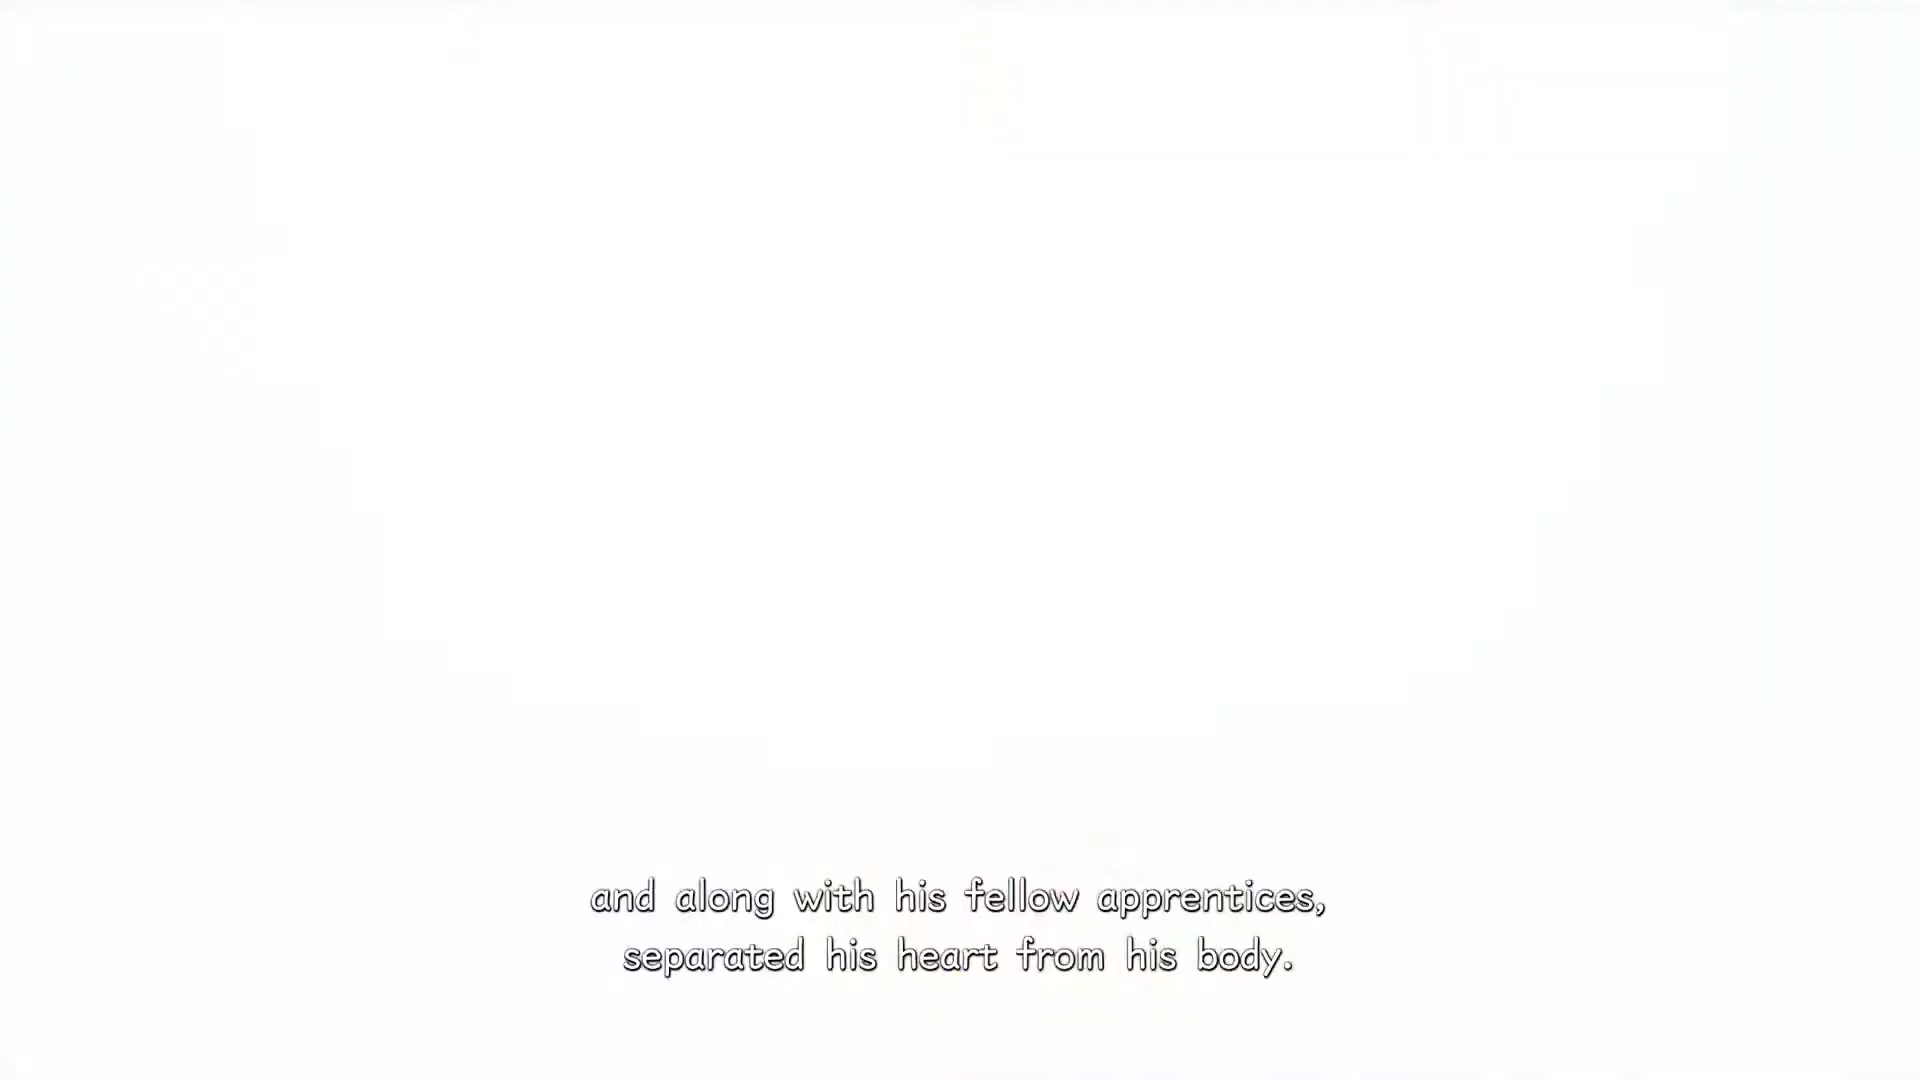 and along with his fellow apprentices,
separated his heart from his body.